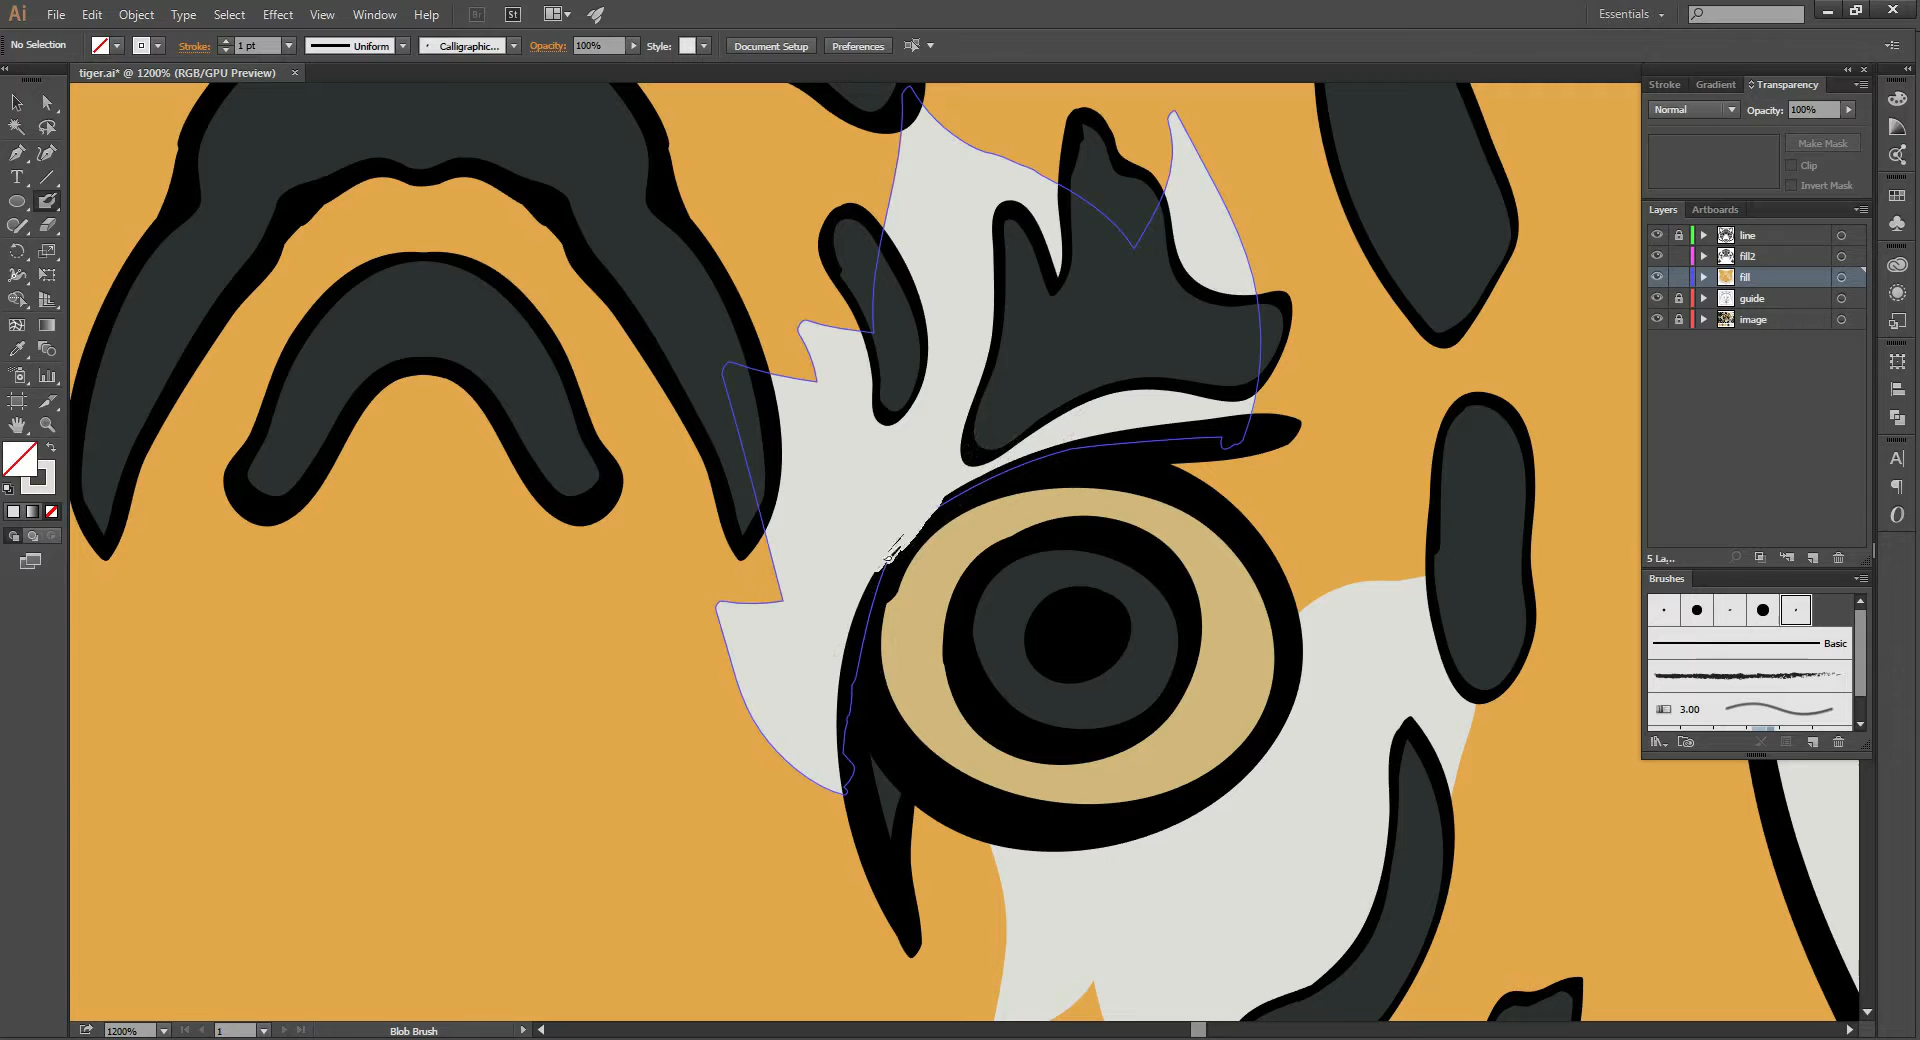 Ai File Edit Object Type Select Effect View Window Help Br St Essentials
No Selection Stroke: 1 pt Uniform Calligraphic... Opacity: 100% Style: Document Setup Preferences
tiger.ai* @ 1200% (RGB/GPU Preview)
Stroke Gradient Transparency
Normal Opacity: 100%
Make Mask
Clip
Invert Mask
Layers Artboards
line
fill2
fill
guide
image
5 La...
Brushes
Basic
3.00
1200% 1 Blob Brush